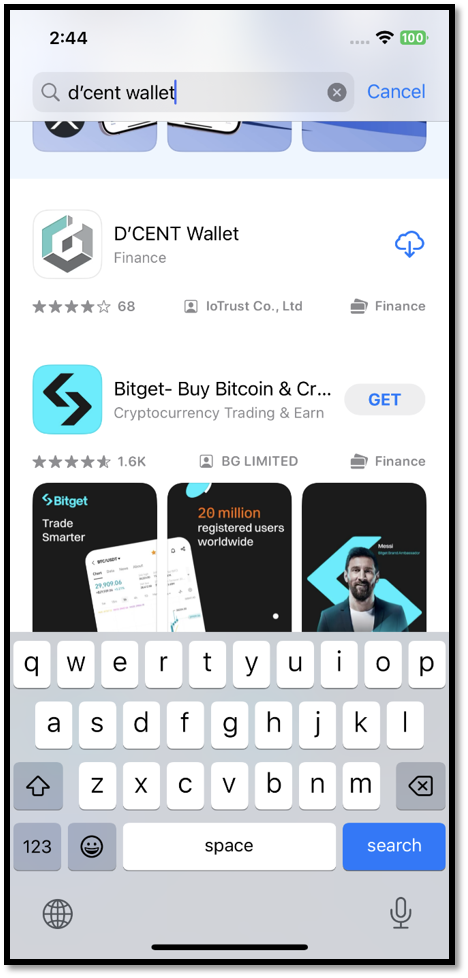 2:44
100
d’cent wallet
Cancel
D’CENT Wallet
Finance
68
IoTrust Co., Ltd
Finance
Bitget- Buy Bitcoin & Cr...
Cryptocurrency Trading & Earn
GET
1.6K
BG LIMITED
Finance
Bitget
Trade
Smarter
BTC/USDT
29,909.06
20 million
registered users
worldwide
Messi
q w e r t y u i o p
a s d f g h j k l
z x c v b n m
123
space
search